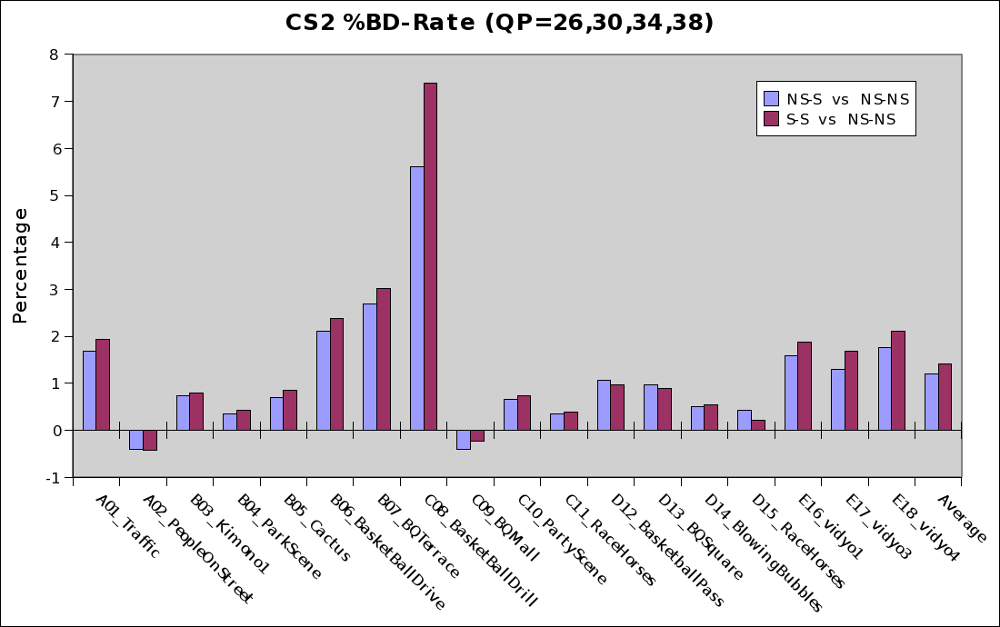 CS2 %BD-Rate (QP=26,30,34,38)
8
7
6
5
4
3
2
1
0
-1
Percentage
NS-S vs NS-NS
S-S vs NS-NS
A01_Traffic
A02_PeopleOnStreet
B03_Kimono1
B04_ParkScene
B05_Cactus
B06_BasketBallDrive
B07_BQTerrace
C08_BasketBallDrill
C09_BQMall
C10_PartyScene
C11_RaceHorses
D12_BasketballPass
D13_BQSquare
D14_BlowingBubbles
D15_RaceHorses
E16_vidyo1
E17_vidyo3
E18_vidyo4
Average